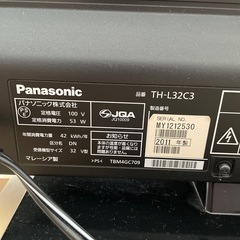 Panasonic
品番 TH-L32C3
パナソニック株式会社
定格電圧 100 V
定格電流 53 W
JQA
JQ10009
製造番号
SERIAL NO.
MY1212530
2011 年製
年間消費電力量 42 kWh/年
区分名 DN
受信機型サイズ 32 V型
お知らせ
マレーシア製
TBM4GC709